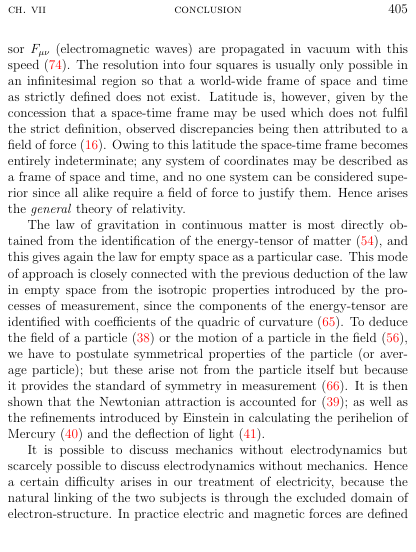 CH. VII CONCLUSION 405
sor Fμν (electromagnetic waves) are propagated in vacuum with this
speed (74). The resolution into four squares is usually only possible in
an infinitesimal region so that a world-wide frame of space and time
as strictly defined does not exist. Latitude is, however, given by the
concession that a space-time frame may be used which does not fulfil
the strict definition, observed discrepancies being then attributed to a
field of force (16). Owing to this latitude the space-time frame becomes
entirely indeterminate; any system of coordinates may be described as
a frame of space and time, and no one system can be considered supe-
rior since all alike require a field of force to justify them. Hence arises
the general theory of relativity.
The law of gravitation in continuous matter is most directly ob-
tained from the identification of the energy-tensor of matter (54), and
this gives again the law for empty space as a particular case. This mode
of approach is closely connected with the previous deduction of the law
in empty space from the isotropic properties introduced by the pro-
cesses of measurement, since the components of the energy-tensor are
identified with coefficients of the quadric of curvature (65). To deduce
the field of a particle (38) or the motion of a particle in the field (56),
we have to postulate symmetrical properties of the particle (or aver-
age particle); but these arise not from the particle itself but because
it provides the standard of symmetry in measurement (66). It is then
shown that the Newtonian attraction is accounted for (39); as well as
the refinements introduced by Einstein in calculating the perihelion of
Mercury (40) and the deflection of light (41).
It is possible to discuss mechanics without electrodynamics but
scarcely possible to discuss electrodynamics without mechanics. Hence
a certain difficulty arises in our treatment of electricity, because the
natural linking of the two subjects is through the excluded domain of
electron-structure. In practice electric and magnetic forces are defined